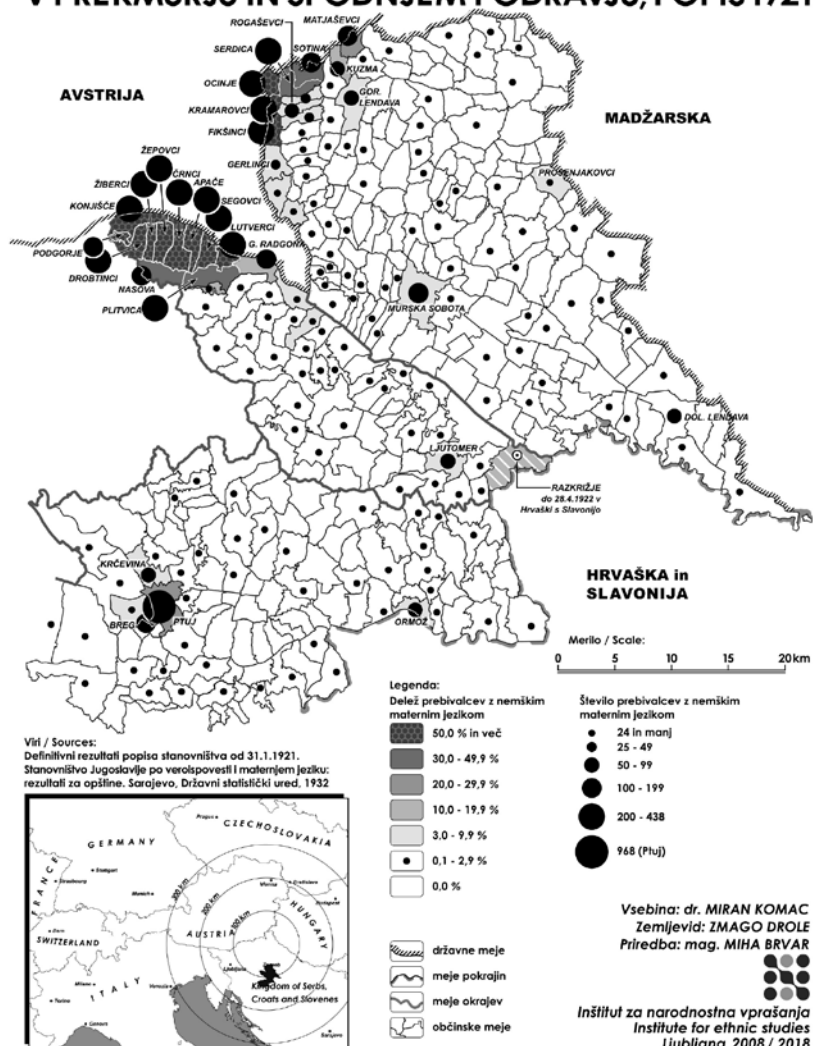 V PREKMURJU IN SPODNJEM PODRAVJU, POPIS 1921
ROGAŠEVCI
MATJAŠEVCI
SERDICA
SOTINA
KUZMA
OCINJE
GOR.
LENDAVA
AVSTRIJA
KRAMAROVCI
MADŽARSKA
FIKŠINCI
ŽEPOVCI
GERLINCI
PROSENJAKOVCI
ČRNCI
ŽIBERCI
APAČE
KONJIŠČE
SEGOVCI
LUTVERCI
G. RADGONA
PODGORJE
DROBTINCI
NASOVA
PLITVICA
MURSKA SOBOTA
DOL. LENDAVA
LJUTOMER
RAZKRIŽJE
do 28.4.1922 v
Hrvaški s Slavonijo
KRČEVINA
HRVAŠKA in
SLAVONIJA
BREG
PTUJ
ORMOŽ
Merilo / Scale:
0 5 10 15 20 km
Legenda:
Delež prebivalcev z nemškim
maternim jezikom
50,0 % in več
30,0 - 49,9 %
20,0 - 29,9 %
10,0 - 19,9 %
3,0 - 9,9 %
0,1 - 2,9 %
0,0 %
državne meje
meje pokrajin
meje okrajev
občinske meje
Število prebivalcev z nemškim
maternim jezikom
24 in manj
25 - 49
50 - 99
100 - 199
200 - 438
968 (Ptuj)
Viri / Sources:
Definitivni rezultati popisa stanovništva od 31.1.1921.
Stanovništvo Jugoslavije po veroispovesti i maternjem jeziku:
rezultati za opštine. Sarajevo, Državni statistički ured, 1932
CZECHOSLOVAKIA
GERMANY
FRANCE
SWITZERLAND
AUSTRIA
HUNGARY
ITALY
300 km
200 km
100 km
Kingdom of Serbs,
Croats and Slovenes
Vsebina: dr. MIRAN KOMAC
Zemljevid: ZMAGO DROLE
Priredba: mag. MIHA BRVAR
Inštitut za narodnostna vprašanja
Institute for ethnic studies
Ljubljana, 2008 / 2018